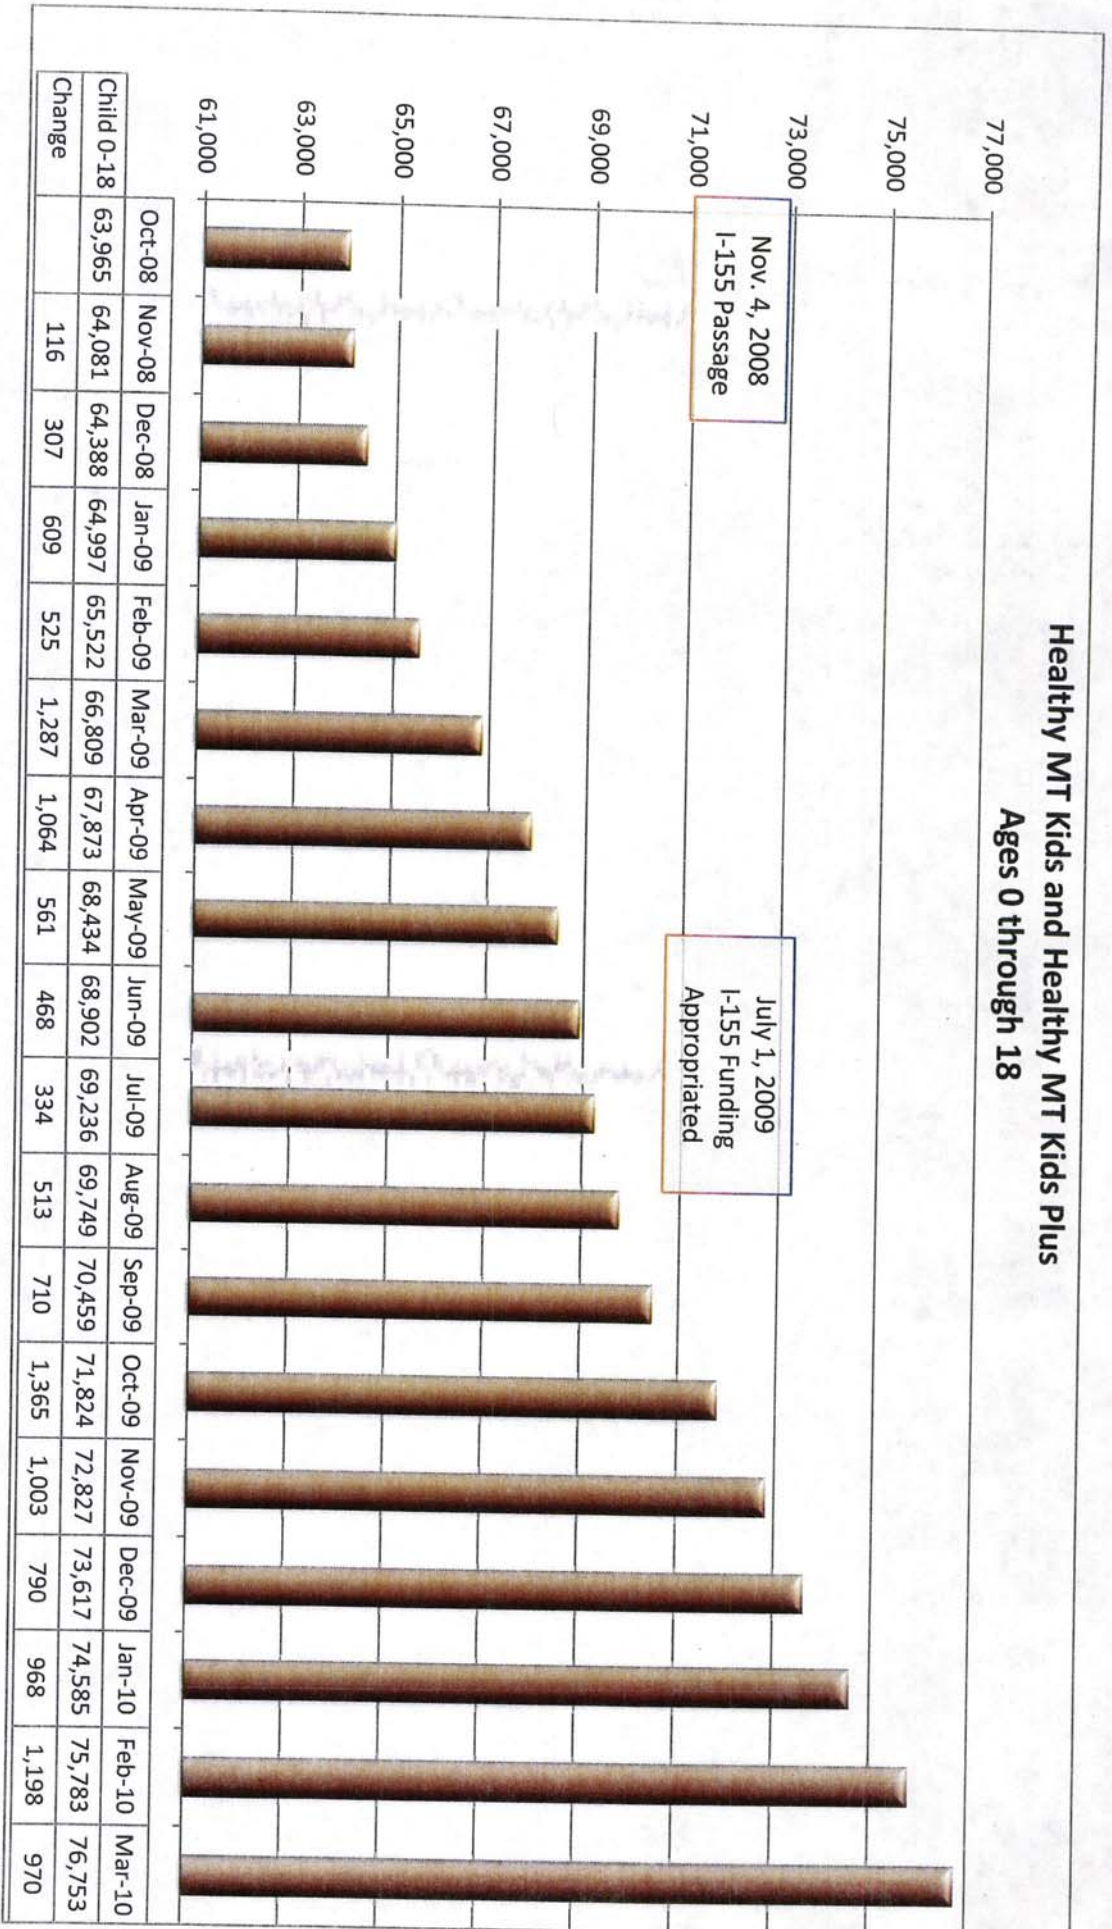 Healthy MT Kids and Healthy MT Kids Plus
Ages 0 through 18
77,000
75,000
73,000
71,000
69,000
67,000
65,000
63,000
61,000
Nov. 4, 2008
I-155 Passage
July 1, 2009
I-155 Funding
Appropriated
Oct-08 Nov-08 Dec-08 Jan-09 Feb-09 Mar-09 Apr-09 May-09 Jun-09 Jul-09 Aug-09 Sep-09 Oct-09 Nov-09 Dec-09 Jan-10 Feb-10 Mar-10
Child 0-18 63,965 64,081 64,388 64,997 65,522 66,809 67,873 68,434 68,902 69,236 69,749 70,459 71,824 72,827 73,617 74,585 75,783 76,753
Change 116 307 609 525 1,287 1,064 561 468 334 513 710 1,365 1,003 790 968 1,198 970